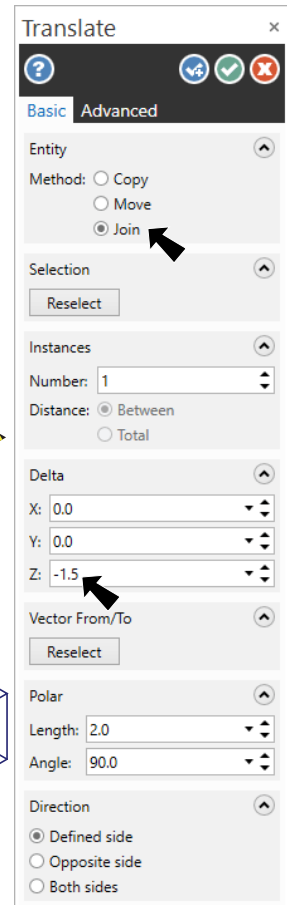 Translate ×
?
Basic Advanced
Entity
Method: Copy
Move
Join
Selection
Reselect
Instances
Number: 1
Distance: Between
Total
Delta
X: 0.0
Y: 0.0
Z: -1.5
Vector From/To
Reselect
Polar
Length: 2.0
Angle: 90.0
Direction
Defined side
Opposite side
Both sides